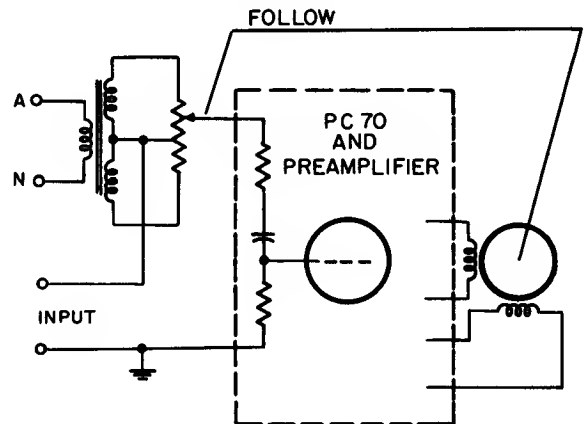 FOLLOW
A
N
PC 70
AND
PREAMPLIFIER
INPUT